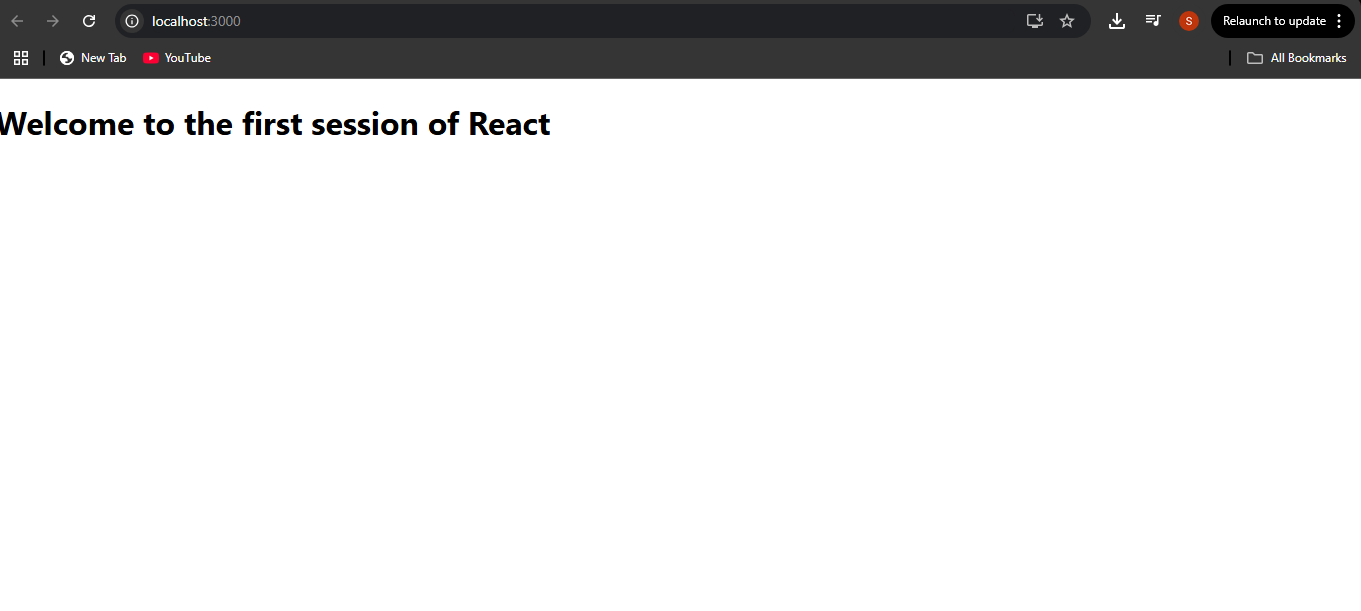 localhost:3000
S
Relaunch to update
New Tab
YouTube
All Bookmarks
Welcome to the first session of React